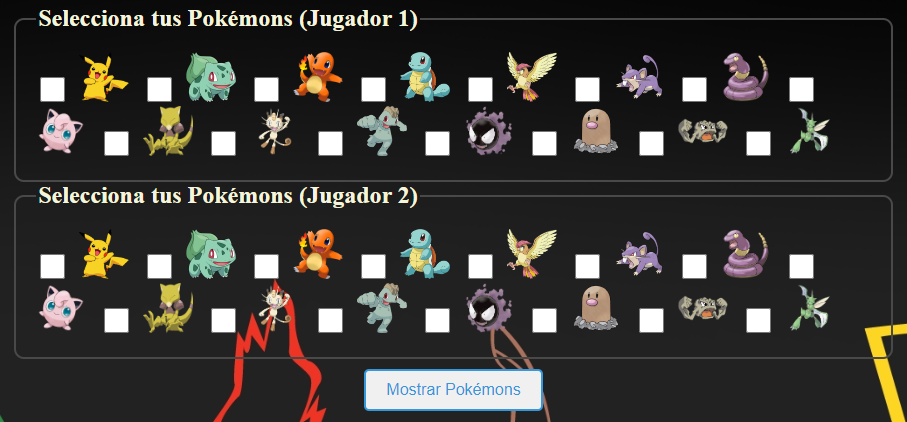 Selecciona tus Pokémons (Jugador 1)
Selecciona tus Pokémons (Jugador 2)
Mostrar Pokémons